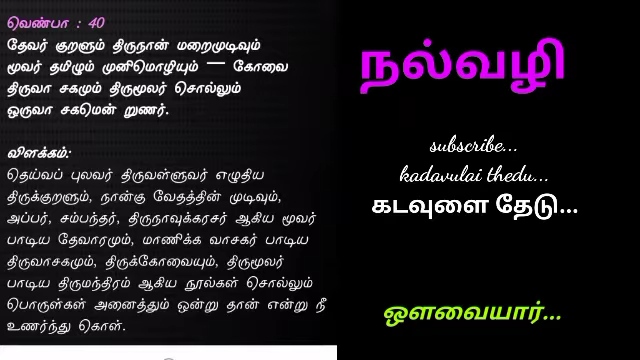 வெண்பா : 40
தேவர் குறளும் திருநான் மறைமுடிவும்
மூவர் தமிழும் முனிமொழியும் — கோவை
திருவா சகமும் திருமூலர் சொல்லும்
ஒருவா சகமென் றுணர்.
விளக்கம்:
தெய்வப் புலவர் திருவள்ளுவர் எழுதிய
திருக்குறளும், நான்கு வேதத்தின் முடிவும்,
அப்பர், சம்பந்தர், திருநாவுக்கரசர் ஆகிய மூவர்
பாடிய தேவாரமும், மாணிக்க வாசகர் பாடிய
திருவாசகமும், திருக்கோவையும், திருமூலர்
பாடிய திருமந்திரம் ஆகிய நூல்கள் சொல்லும்
பொருள்கள் அனைத்தும் ஒன்று தான் என்று நீ
உணர்ந்து கொள்.
நல்வழி
subscribe...
kadavulai thedu...
கடவுளை தேடு...
ஔவையார்...